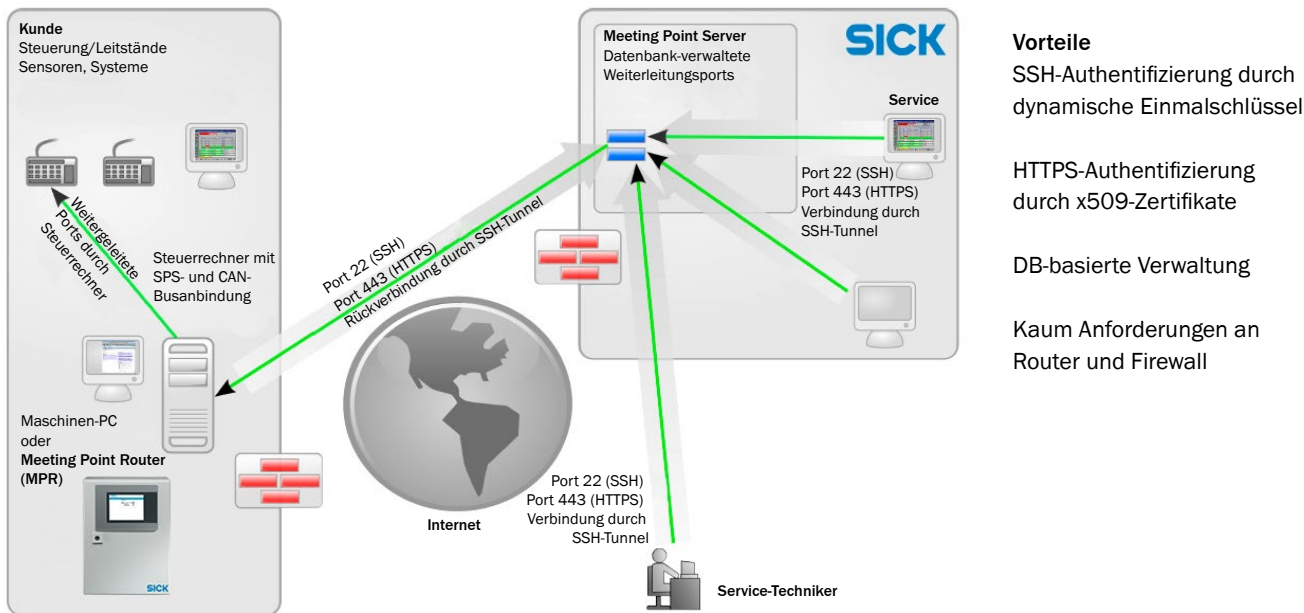 Kunde
Steuerung/Leitstände
Sensoren, Systeme
Weitergeleitete
Ports durch
Steuerrechner
Steuerrechner mit
SPS- und CAN-
Busanbindung
Maschinen-PC
oder
Meeting Point Router
(MPR)
SICK
Port 22 (SSH)
Port 443 (HTTPS)
Rückverbindung durch SSH-Tunnel
Internet
Meeting Point Server
Datenbank-verwaltete
Weiterleitungsports
SICK
Service
Port 22 (SSH)
Port 443 (HTTPS)
Verbindung durch
SSH-Tunnel
Port 22 (SSH)
Port 443 (HTTPS)
Verbindung durch
SSH-Tunnel
Service-Techniker
Vorteile
SSH-Authentifizierung durch
dynamische Einmalschlüssel
HTTPS-Authentifizierung
durch x509-Zertifikate
DB-basierte Verwaltung
Kaum Anforderungen an
Router und Firewall